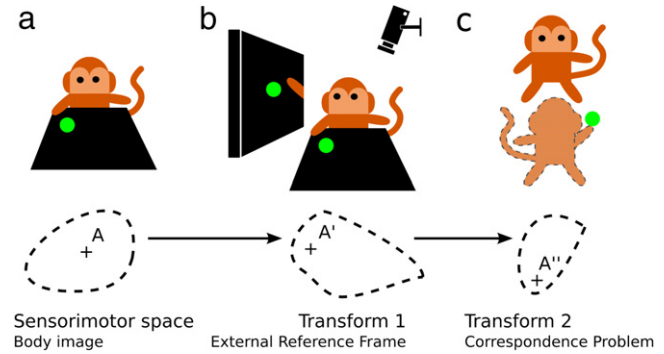 a
b
c
A
A'
A''
Sensorimotor space
Body image
Transform 1
External Reference Frame
Transform 2
Correspondence Problem